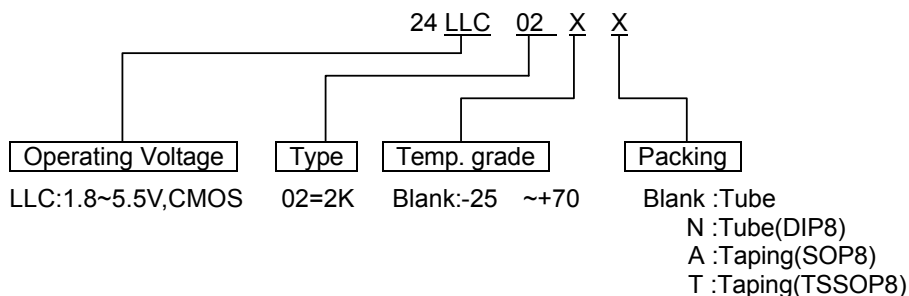 24 LLC 02 X X
Operating Voltage Type Temp. grade Packing
LLC:1.8~5.5V,CMOS 02=2K Blank:-25 ~+70 Blank :Tube
N :Tube(DIP8)
A :Taping(SOP8)
T :Taping(TSSOP8)